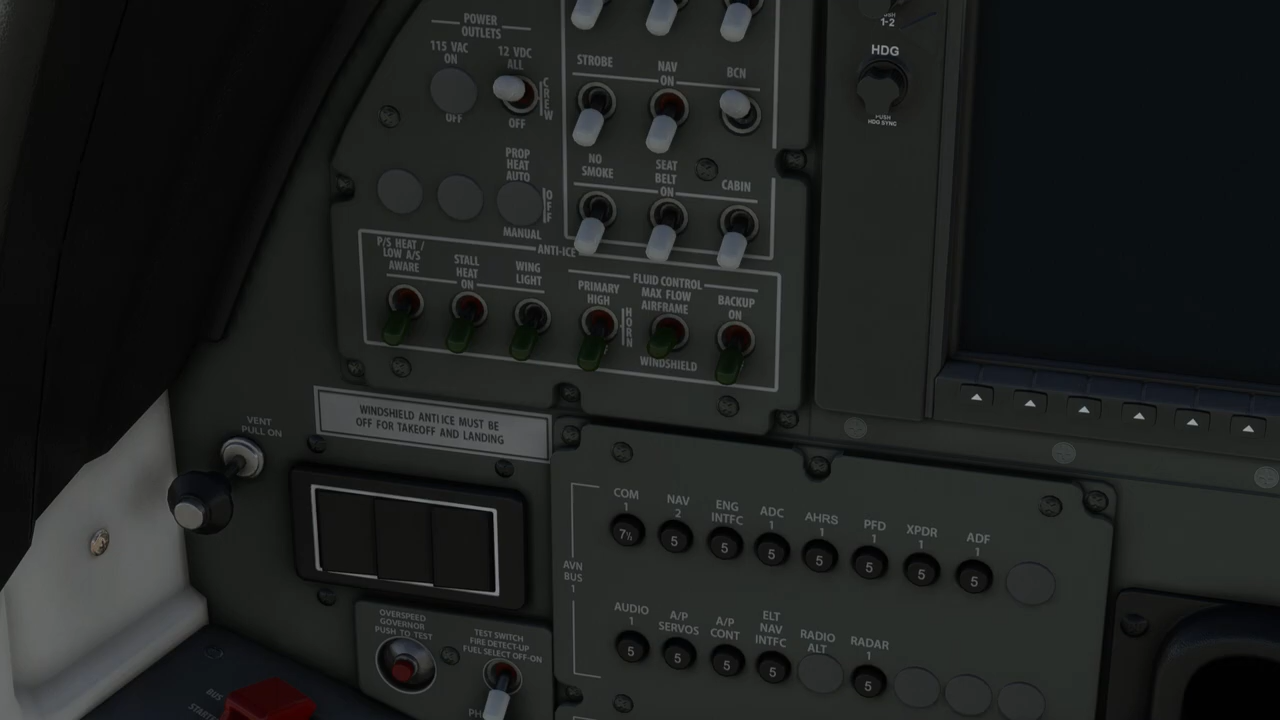 POWER
OUTLETS
115 VAC
ON
OFF
12 VDC
ALL
CREW
OFF
STROBE
NAV
ON
BCN
NO
SMOKE
SEAT
BELT
ON
CABIN
PROP
HEAT
AUTO
OFF
MANUAL
ANTI-ICE
P/S HEAT /
LOW A/S
AWARE
STALL
HEAT
ON
WING
LIGHT
FLUID CONTROL
PRIMARY
HIGH
HORN
MAX FLOW
AIRFRAME
WINDSHIELD
BACKUP
ON
1-2
HDG
PUSH
HDG SYNC
VENT
PULL ON
WINDSHIELD ANTI ICE MUST BE
OFF FOR TAKEOFF AND LANDING
AVN
BUS
1
COM
1
7½
NAV
2
5
ENG
INTFC
5
ADC
1
5
AHRS
1
5
PFD
1
5
XPDR
1
5
ADF
1
5
AUDIO
1
5
A/P
SERVOS
5
A/P
CONT
5
ELT
NAV
INTFC
5
RADIO
ALT
RADAR
1
5
OVERSPEED
GOVERNOR
PUSH TO TEST
TEST SWITCH
FIRE DETECT-UP
FUEL SELECT OFF-ON
BUS